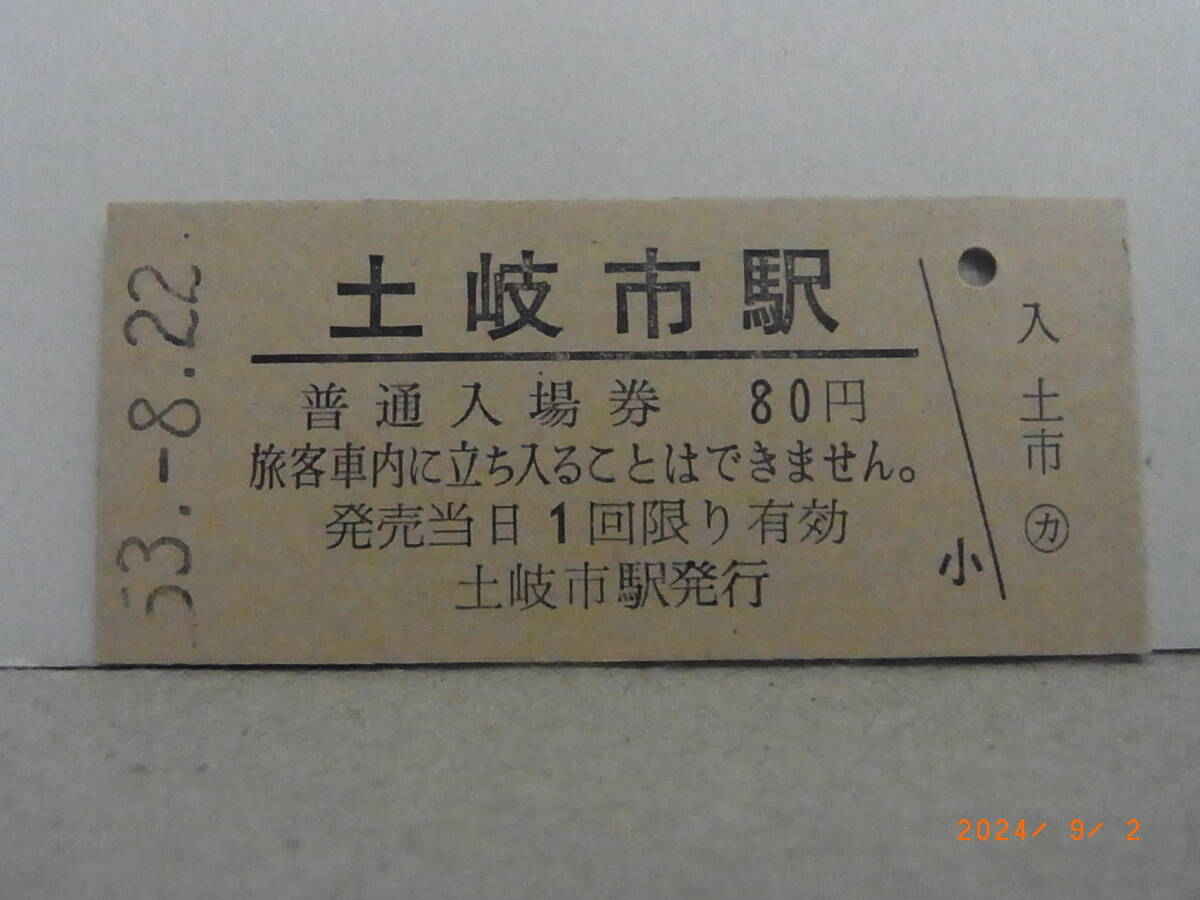 53.-8.22.
土岐市駅
普通入場券 80円
旅客車内に立ち入ることはできません。
発売当日1回限り有効
土岐市駅発行
小
入
土市
㋕
2024/ 9/ 2